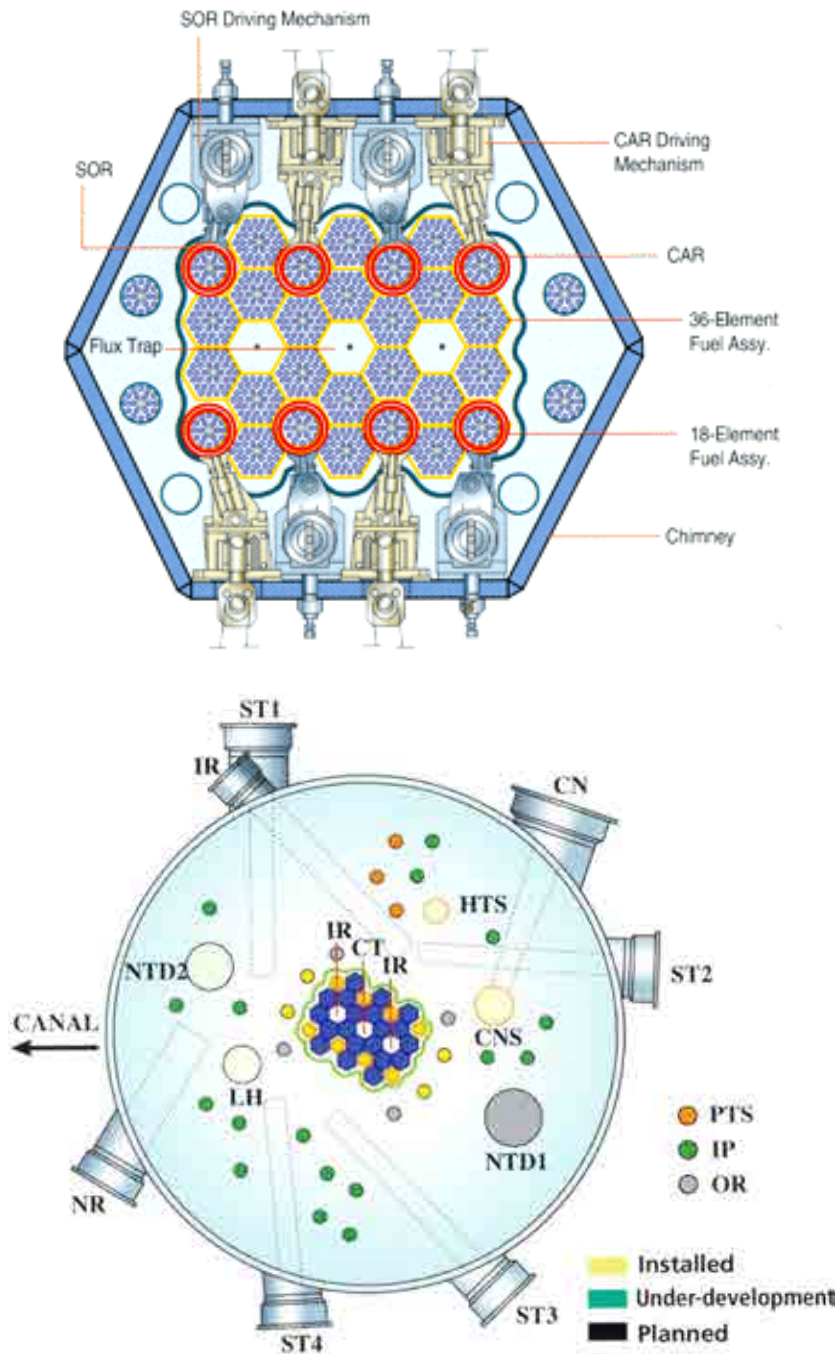 SOR Driving Mechanism
CAR Driving
Mechanism
SOR
CAR
36-Element
Fuel Assy.
Flux Trap
18-Element
Fuel Assy.
Chimney
ST1
IR
CN
HTS
IR
CT
IR
NTD2
ST2
CANAL
CNS
LH
PTS
NTD1
IP
NR
OR
Installed
Under-development
ST3
Planned
ST4